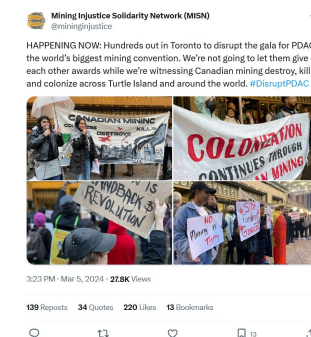 Mining Injustice Solidarity Network (MISN)
@mininginjustice
HAPPENING NOW: Hundreds out in Toronto to disrupt the gala for PDAC
the world's biggest mining convention. We're not going to let them give
each other awards while we're witnessing Canadian mining destroy, kill
and colonize across Turtle Island and around the world. #DisruptPDAC
CANADIAN MINING
DESTROYS
KILLS
COLONIZATION
CONTINUES THROUGH
MINING
IS
LANDBACK
REVOLUTION
NO
Mining
STOP
3:23 PM · Mar 5, 2024 · 27.8K Views
139 Reposts 34 Quotes 220 Likes 13 Bookmarks
13